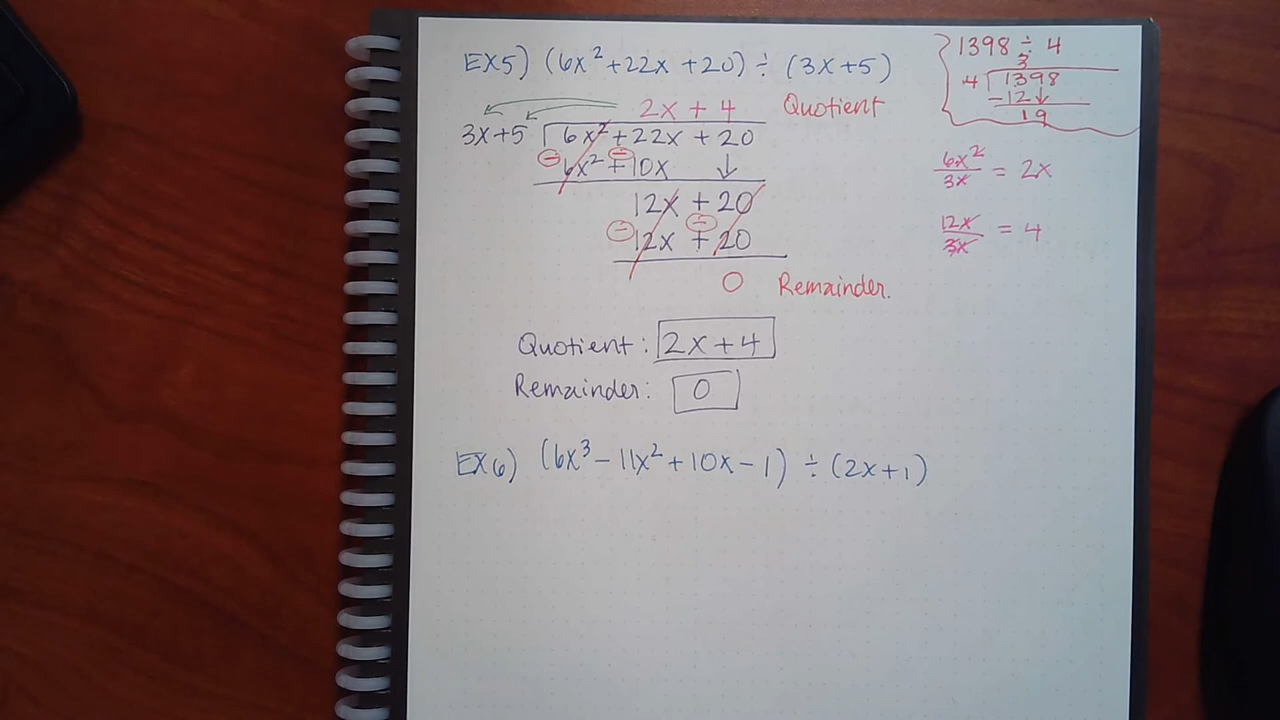 EX5) (6x²+22x+20) ÷ (3x+5)
2x + 4 Quotient
3x+5 √6x²+22x + 20
⊖6x² + ⊖10x ↓
12x + 20
⊖12x + ⊖20
0 Remainder.
Quotient: 2x+4
Remainder: 0
EX6) (6x³ − 11x² + 10x − 1) ÷ (2x+1)
1398 ÷ 4
3
4 √1398
−12↓
19
6x²/3x = 2x
12x/3x = 4